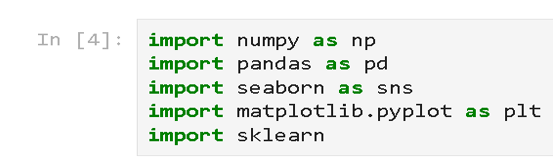 In [4]: import numpy as np
import pandas as pd
import seaborn as sns
import matplotlib.pyplot as plt
import sklearn